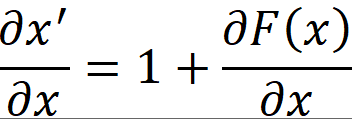 ∂x′/∂x = 1 + ∂F(x)/∂x